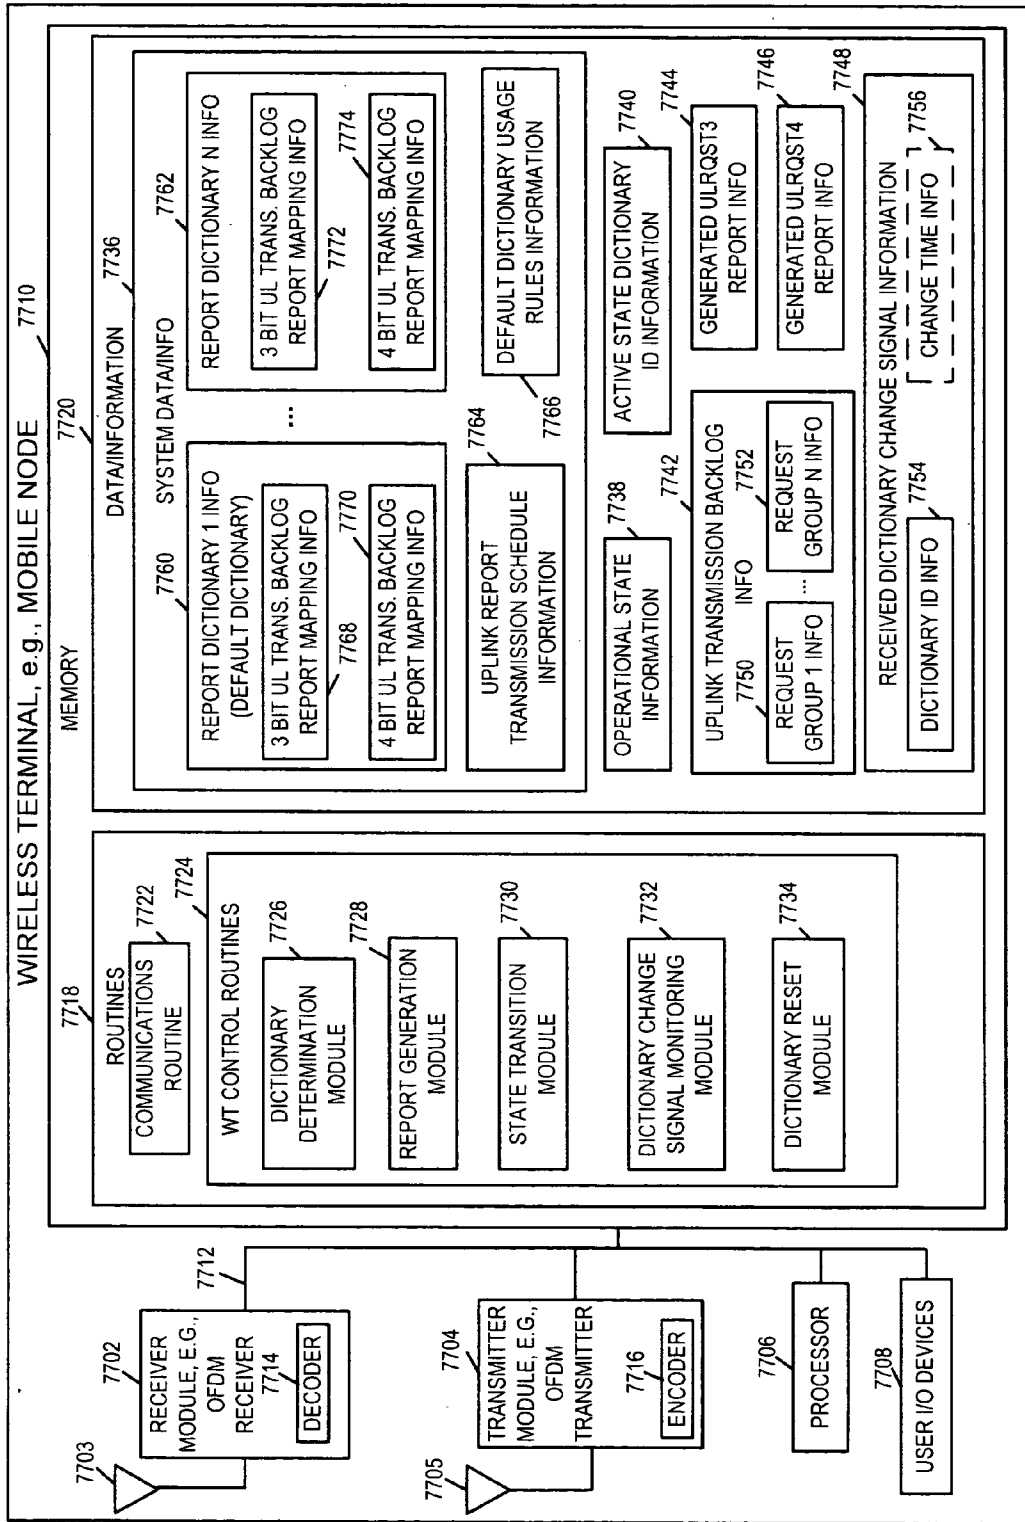 WIRELESS TERMINAL, e.g., MOBILE NODE
7710
7703
7702
RECEIVER
MODULE, E.G.,
OFDM
RECEIVER
7714
DECODER
7712
7705
7704
TRANSMITTER
MODULE, E.G.,
OFDM
TRANSMITTER
7716
ENCODER
7706
PROCESSOR
7708
USER I/O DEVICES
MEMORY
7720
7718
ROUTINES
7722
COMMUNICATIONS
ROUTINE
7724
WT CONTROL ROUTINES
7726
DICTIONARY
DETERMINATION
MODULE
7728
REPORT GENERATION
MODULE
7730
STATE TRANSITION
MODULE
7732
DICTIONARY CHANGE
SIGNAL MONITORING
MODULE
7734
DICTIONARY RESET
MODULE
DATA/INFORMATION
7736
SYSTEM DATA/INFO
7760
REPORT DICTIONARY 1 INFO
(DEFAULT DICTIONARY)
3 BIT UL TRANS. BACKLOG
REPORT MAPPING INFO
7768
7770
4 BIT UL TRANS. BACKLOG
REPORT MAPPING INFO
...
7762
REPORT DICTIONARY N INFO
3 BIT UL TRANS. BACKLOG
REPORT MAPPING INFO
7772
7774
4 BIT UL TRANS. BACKLOG
REPORT MAPPING INFO
7764
UPLINK REPORT
TRANSMISSION SCHEDULE
INFORMATION
7766
DEFAULT DICTIONARY USAGE
RULES INFORMATION
7738
OPERATIONAL STATE
INFORMATION
7740
ACTIVE STATE DICTIONARY
ID INFORMATION
7742
UPLINK TRANSMISSION BACKLOG
INFO
7750
REQUEST
GROUP 1 INFO
...
7752
REQUEST
GROUP N INFO
7744
GENERATED ULRQST3
REPORT INFO
7746
GENERATED ULRQST4
REPORT INFO
7748
RECEIVED DICTIONARY CHANGE SIGNAL INFORMATION
7754
DICTIONARY ID INFO
7756
CHANGE TIME INFO